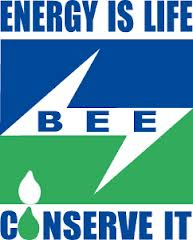 ENERGY IS LIFE
BEE
CONSERVE IT